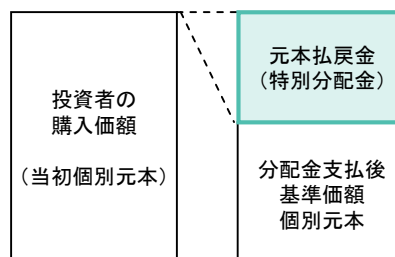 投資者の
購入価額
（当初個別元本）
元本払戻金
（特別分配金）
分配金支払後
基準価額
個別元本